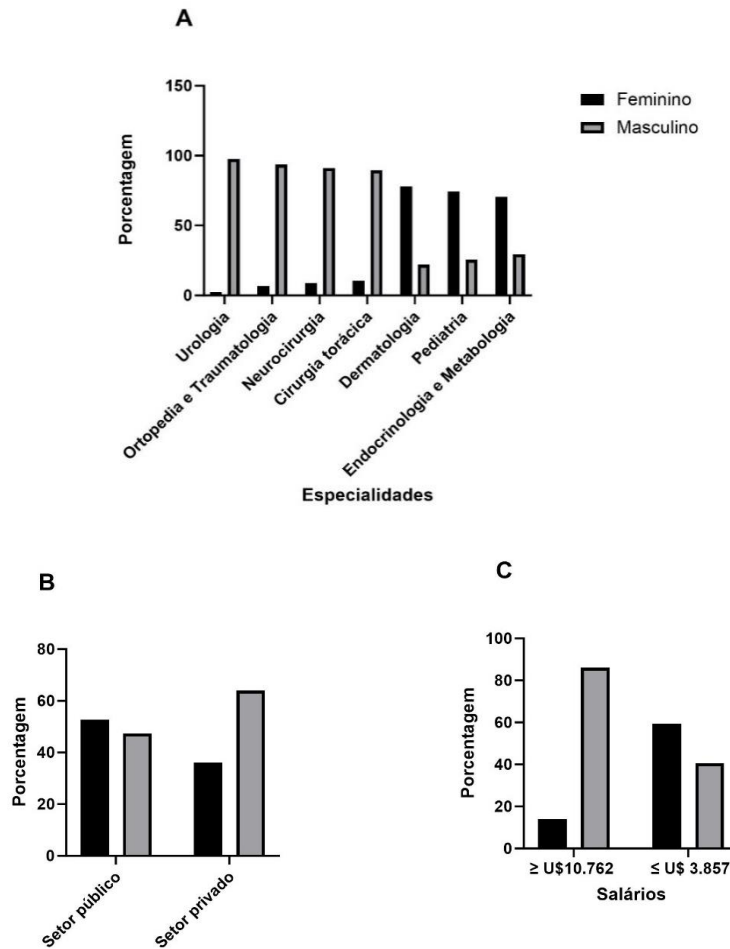 A
150
100
50
0
Porcentagem
Feminino
Masculino
Urologia
Ortopedia e Traumatologia
Neurocirurgia
Cirurgia torácica
Dermatologia
Pediatria
Endocrinologia e Metabologia
Especialidades
B
80
60
40
20
0
Porcentagem
Setor público
Setor privado
C
100
80
60
40
20
0
Porcentagem
≥ U$10.762
≤ U$ 3.857
Salários